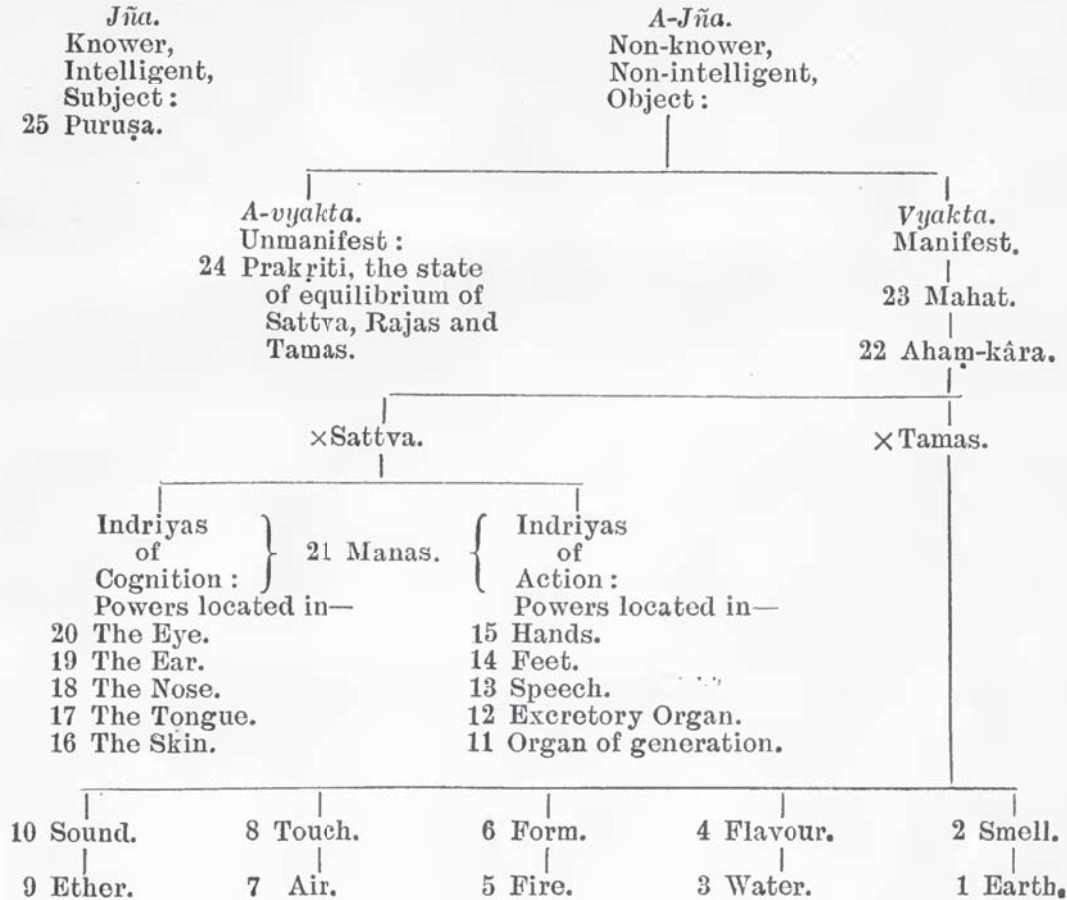 Jña.
Knower,
Intelligent,
Subject :
25 Puruṣa.
A-Jña.
Non-knower,
Non-intelligent,
Object :
A-vyakta.
Unmanifest :
24 Prakṛiti, the state
of equilibrium of
Sattva, Rajas and
Tamas.
Vyakta.
Manifest.
23 Mahat.
22 Ahaṃ-kâra.
×Sattva.
×Tamas.
Indriyas
of
Cognition :
21 Manas.
Indriyas
of
Action :
Powers located in—
20 The Eye.
19 The Ear.
18 The Nose.
17 The Tongue.
16 The Skin.
Powers located in—
15 Hands.
14 Feet.
13 Speech.
12 Excretory Organ.
11 Organ of generation.
10 Sound. 8 Touch. 6 Form. 4 Flavour. 2 Smell.
9 Ether. 7 Air. 5 Fire. 3 Water. 1 Earth.